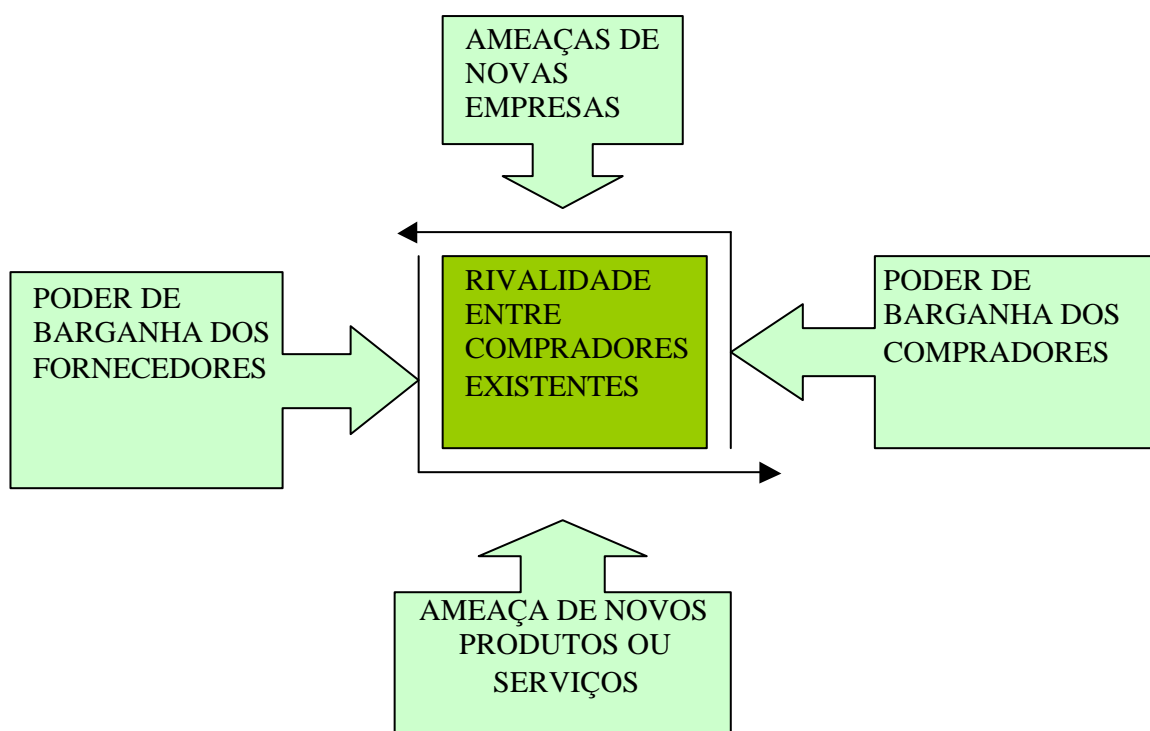 AMEAÇAS DE
NOVAS
EMPRESAS
PODER DE
BARGANHA DOS
FORNECEDORES
RIVALIDADE
ENTRE
COMPRADORES
EXISTENTES
PODER DE
BARGANHA DOS
COMPRADORES
AMEAÇA DE NOVOS
PRODUTOS OU
SERVIÇOS